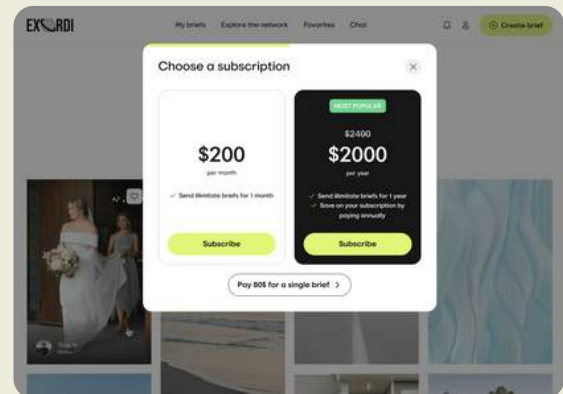 EXORDI
My briefs
Explore the network
Favorites
Chat
Create brief
Choose a subscription
$200
per month
✓ Send illimitate briefs for 1 month
Subscribe
MOST POPULAR
$2400
$2000
per year
✓ Send illimitate briefs for 1 year
✓ Save on your subscription by
paying annually
Subscribe
Pay 80$ for a single brief >